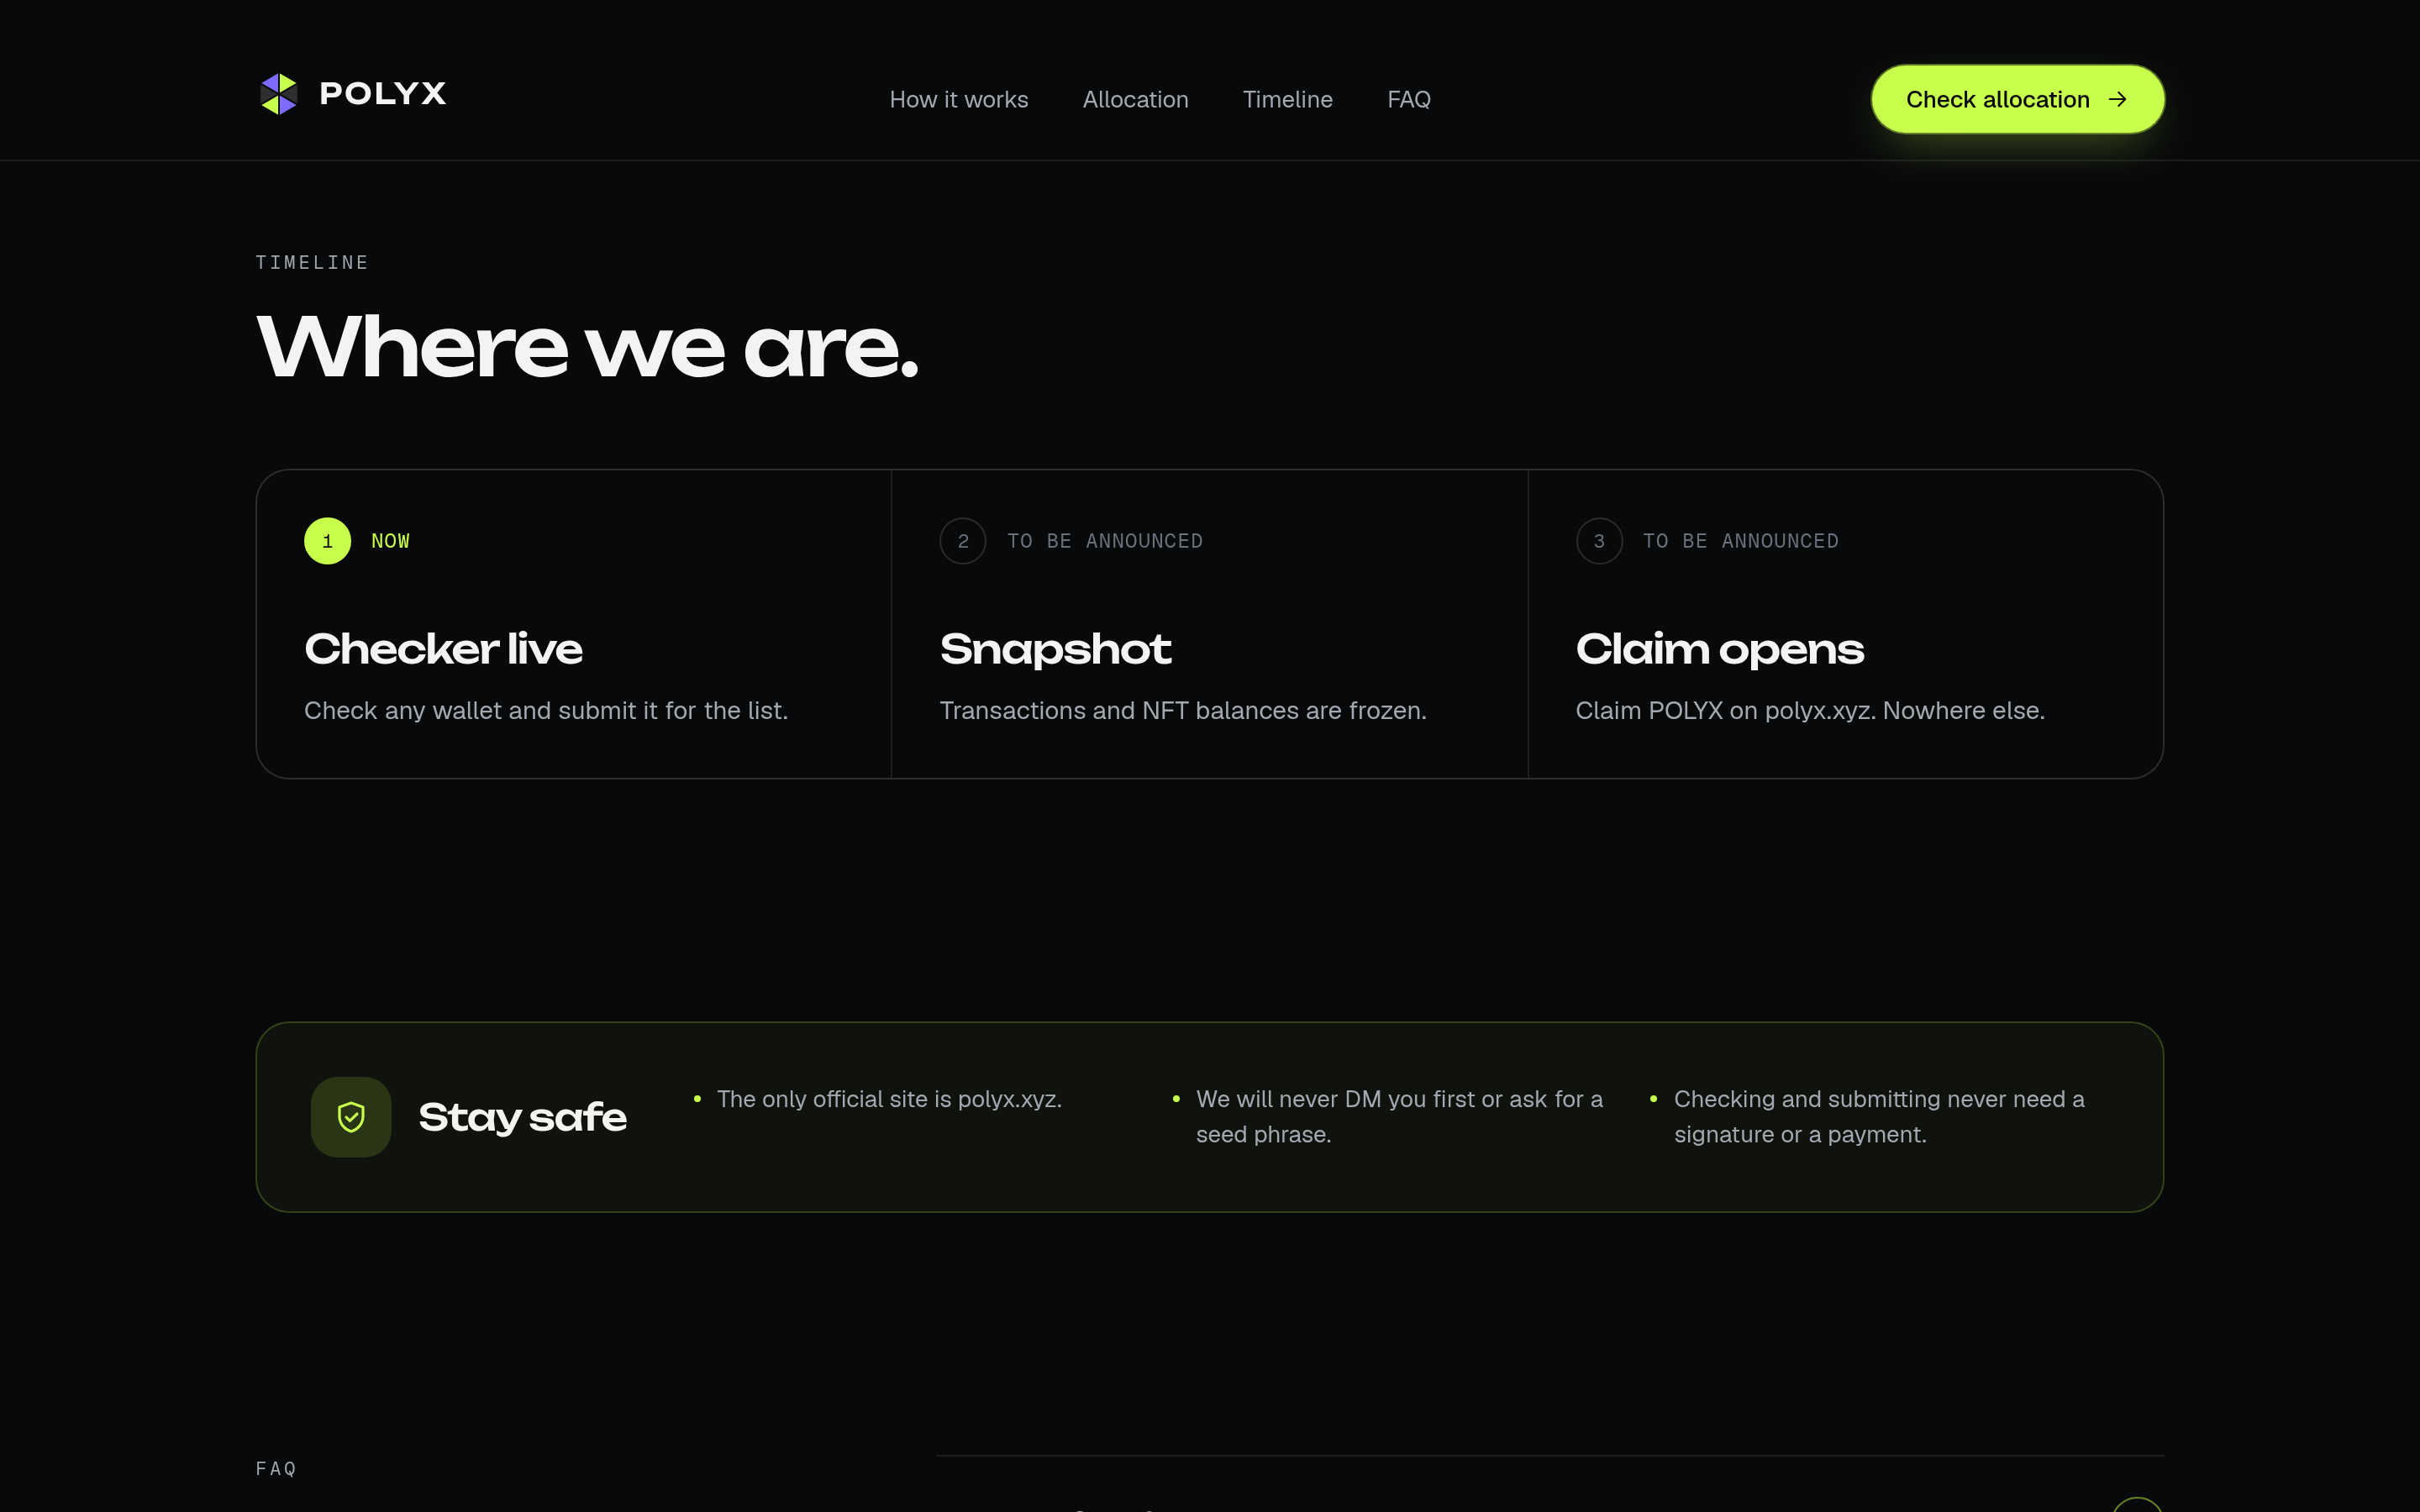 POLYX
How it works
Allocation
Timeline
FAQ
Check allocation
TIMELINE
Where we are.
1
NOW
Checker live
Check any wallet and submit it for the list.
2
TO BE ANNOUNCED
Snapshot
Transactions and NFT balances are frozen.
3
TO BE ANNOUNCED
Claim opens
Claim POLYX on polyx.xyz. Nowhere else.
Stay safe
The only official site is polyx.xyz.
We will never DM you first or ask for a
seed phrase.
Checking and submitting never need a
signature or a payment.
FAQ